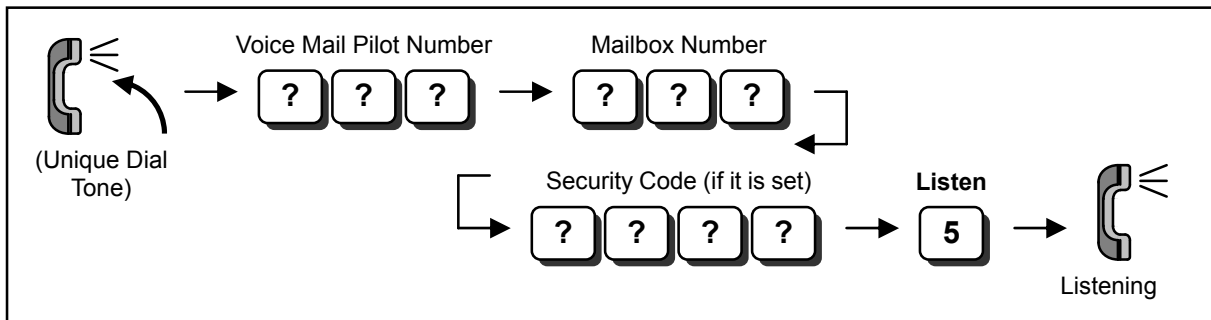 Voice Mail Pilot Number
Mailbox Number
? ? ?
? ? ?
(Unique Dial
Tone)
Security Code (if it is set)
Listen
? ? ? ?
5
Listening